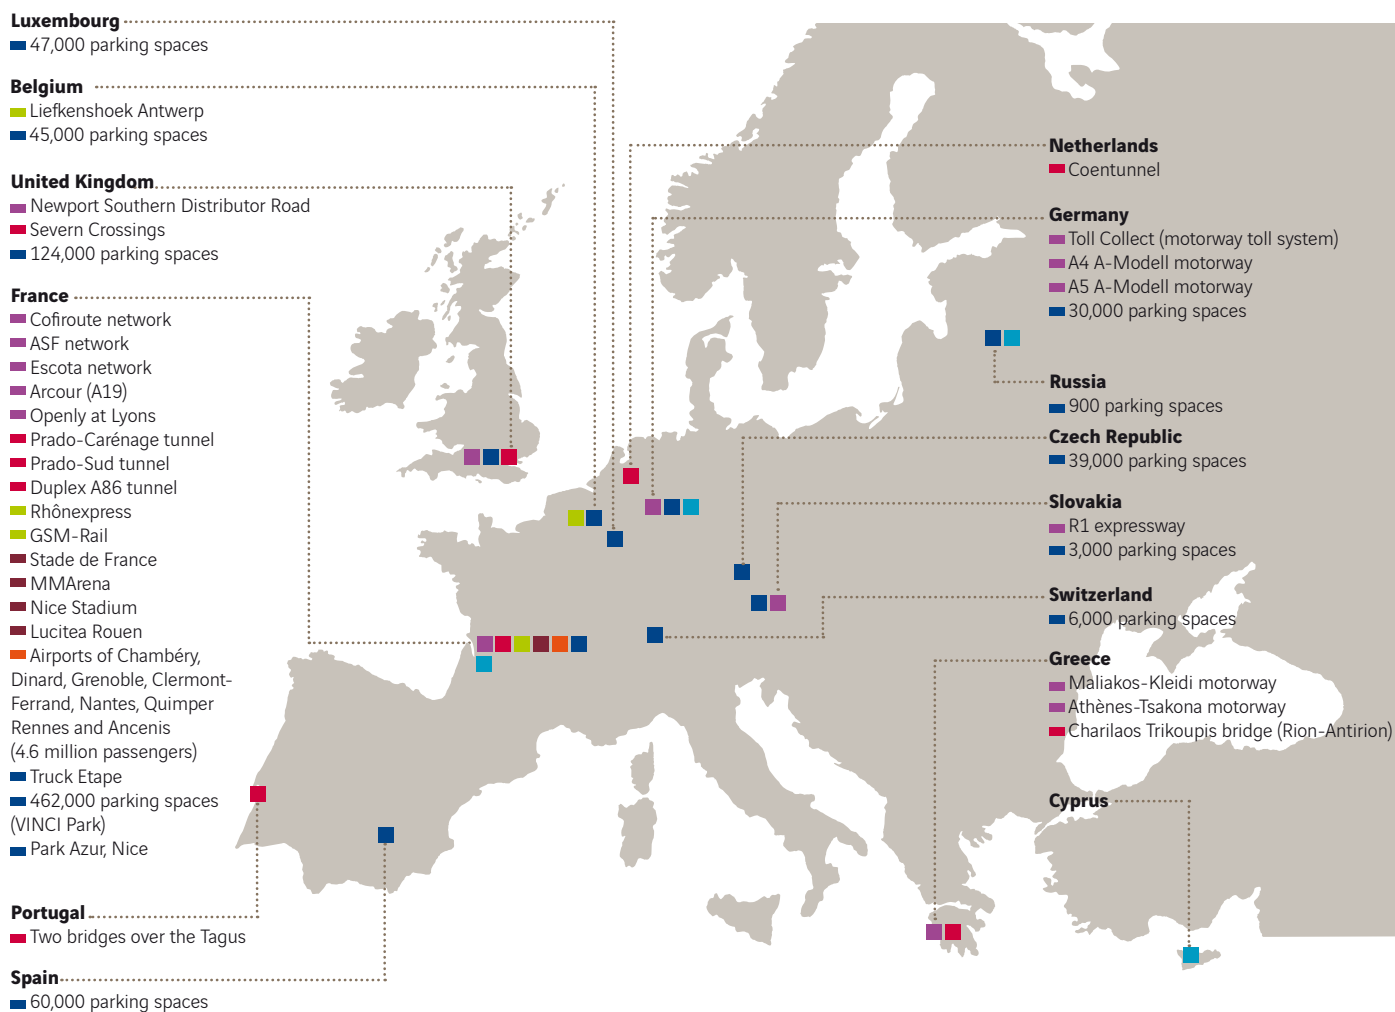 Luxembourg
47,000 parking spaces
Belgium
Liefkenshoek Antwerp
45,000 parking spaces
United Kingdom
Newport Southern Distributor Road
Severn Crossings
124,000 parking spaces
France
Cofiroute network
ASF network
Escota network
Arcour (A19)
Openly at Lyons
Prado-Carénage tunnel
Prado-Sud tunnel
Duplex A86 tunnel
Rhônexpress
GSM-Rail
Stade de France
MMArena
Nice Stadium
Lucitea Rouen
Airports of Chambéry,
Dinard, Grenoble, Clermont-
Ferrand, Nantes, Quimper
Rennes and Ancenis
(4.6 million passengers)
Truck Etape
462,000 parking spaces
(VINCI Park)
Park Azur, Nice
Portugal
Two bridges over the Tagus
Spain
60,000 parking spaces
Netherlands
Coentunnel
Germany
Toll Collect (motorway toll system)
A4 A-Modell motorway
A5 A-Modell motorway
30,000 parking spaces
Russia
900 parking spaces
Czech Republic
39,000 parking spaces
Slovakia
R1 expressway
3,000 parking spaces
Switzerland
6,000 parking spaces
Greece
Maliakos-Kleidi motorway
Athènes-Tsakona motorway
Charilaos Trikoupis bridge (Rion-Antirion)
Cyprus